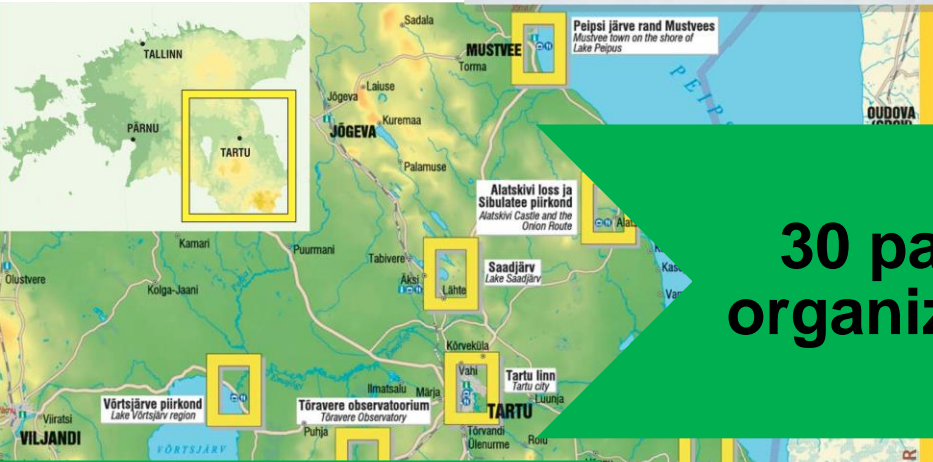 TALLINN
PÄRNU
TARTU
Sadala
MUSTVEE
Torma
Peipsi järve rand Mustvees
Mustvee town on the shore of
Lake Peipus
PEIP
OUDOVA
Laiuse
Jõgeva
Kuremaa
JÕGEVA
Palamuse
Alatskivi loss ja
Sibulatee piirkond
Alatskivi Castle and the
Onion Route
30 pa
organiz
Kamari
Puurmani
Tabivere
Saadjärv
Lake Saadjärv
Äksi
Lähte
Olustvere
Kolga-Jaani
Kõrveküla
Vahi
Tartu linn
Tartu city
Luunja
Ilmatsalu
Märja
TARTU
Võrtsjärve piirkond
Lake Võrtsjärv region
Tõravere observatoorium
Tõravere Observatory
Viiratsi
VILJANDI
VÕRTSJÄRV
Puhja
Tõrvandi
Ülenurme